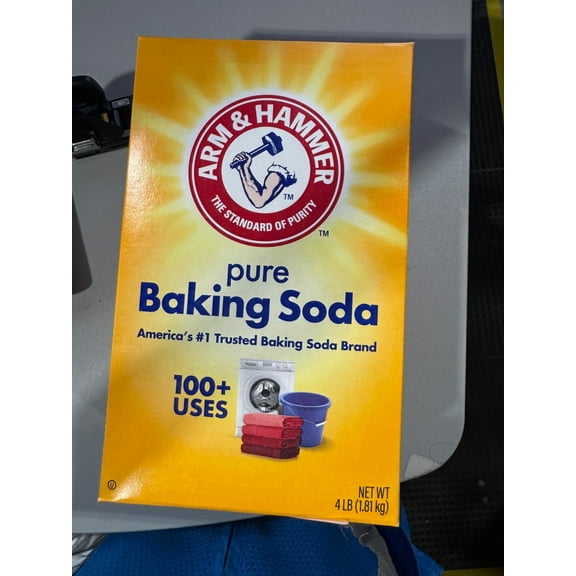 ARM & HAMMER
THE STANDARD OF PURITY
TM
TM
pure
Baking Soda
America's #1 Trusted Baking Soda Brand
100+
USES
U
NET WT
4 LB (1.81 kg)